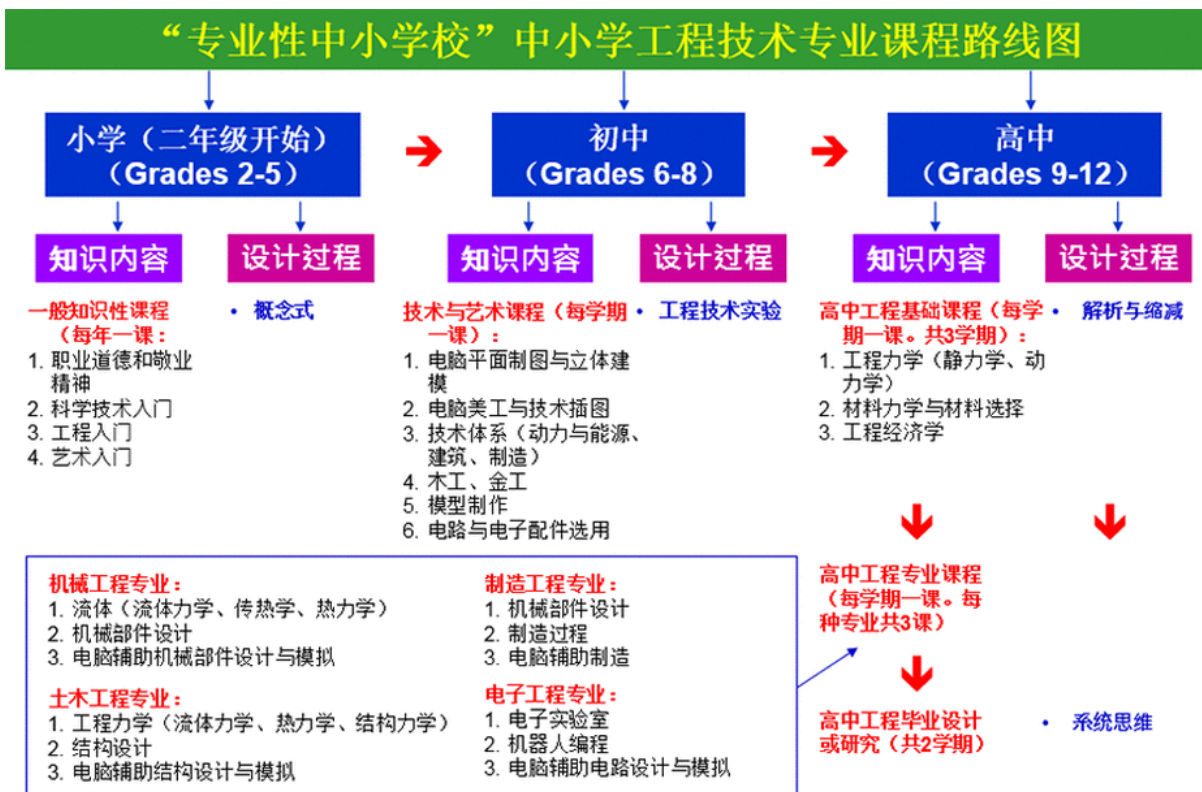 “专业性中小学校”中小学工程技术专业课程路线图
小学（二年级开始）
（Grades 2-5）
初中
（Grades 6-8）
高中
（Grades 9-12）
知识内容
设计过程
知识内容
设计过程
知识内容
设计过程
一般知识性课程
（每年一课：
1. 职业道德和敬业
精神
2. 科学技术入门
3. 工程入门
4. 艺术入门
• 概念式
技术与艺术课程（每学期
一课）：
1. 电脑平面制图与立体建
模
2. 电脑美工与技术插图
3. 技术体系（动力与能源、
建筑、制造）
4. 木工、金工
5. 模型制作
6. 电路与电子配件选用
• 工程技术实验
高中工程基础课程（每学
期一课。共3学期）：
1. 工程力学（静力学、动
力学）
2. 材料力学与材料选择
3. 工程经济学
• 解析与缩减
机械工程专业：
1. 流体（流体力学、传热学、热力学）
2. 机械部件设计
3. 电脑辅助机械部件设计与模拟
土木工程专业：
1. 工程力学（流体力学、热力学、结构力学）
2. 结构设计
3. 电脑辅助结构设计与模拟
制造工程专业：
1. 机械部件设计
2. 制造过程
3. 电脑辅助制造
电子工程专业：
1. 电子实验室
2. 机器人编程
3. 电脑辅助电路设计与模拟
高中工程专业课程
（每学期一课。每
种专业共3课）
高中工程毕业设计
或研究（共2学期）
• 系统思维